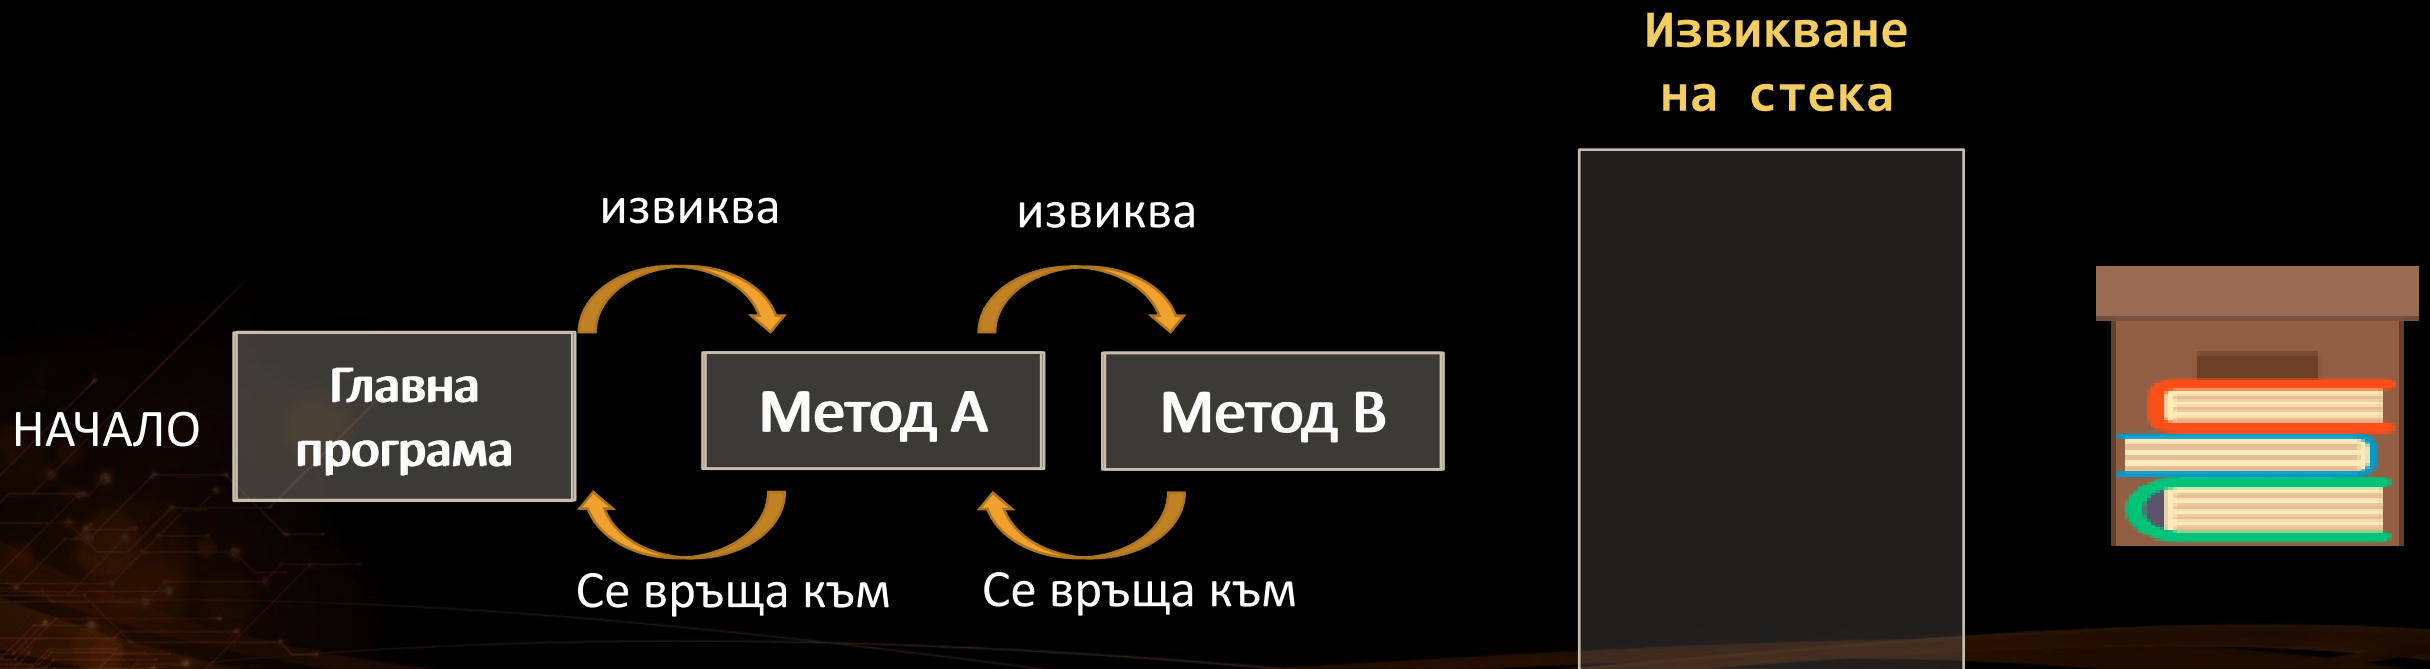 Извикване
на стека
извиква
извиква
НАЧАЛО
Главна
програма
Метод A
Метод B
Се връща към
Се връща към